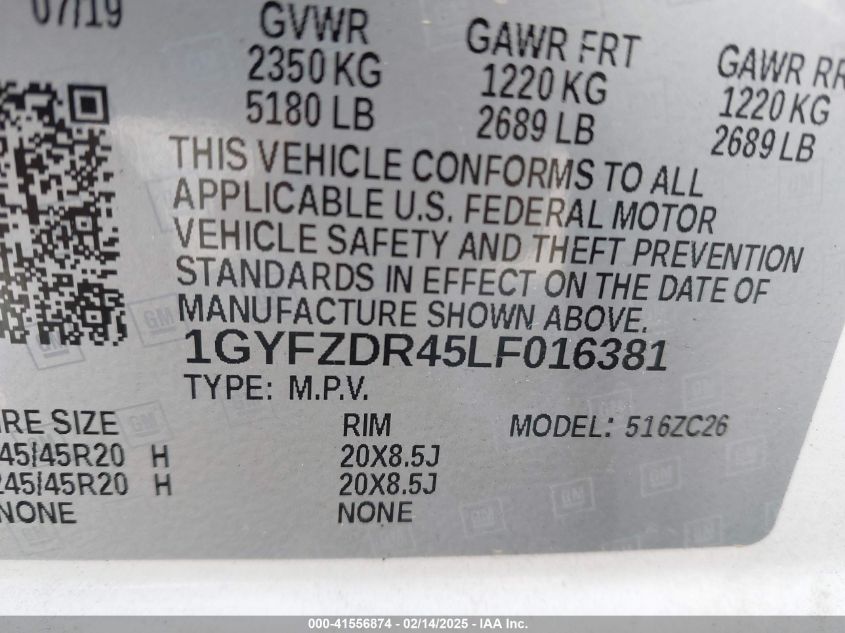 07/19
GVWR GAWR FRT GAWR RR
2350 KG 1220 KG 1220 KG
5180 LB 2689 LB 2689 LB
THIS VEHICLE CONFORMS TO ALL
APPLICABLE U.S. FEDERAL MOTOR
VEHICLE SAFETY AND THEFT PREVENTION
STANDARDS IN EFFECT ON THE DATE OF
MANUFACTURE SHOWN ABOVE.
1GYFZDR45LF016381
TYPE: M.P.V.
IRE SIZE RIM MODEL: 516ZC26
45/45R20 H 20X8.5J
245/45R20 H 20X8.5J
NONE NONE
000-41556874 - 02/14/2025 - IAA Inc.